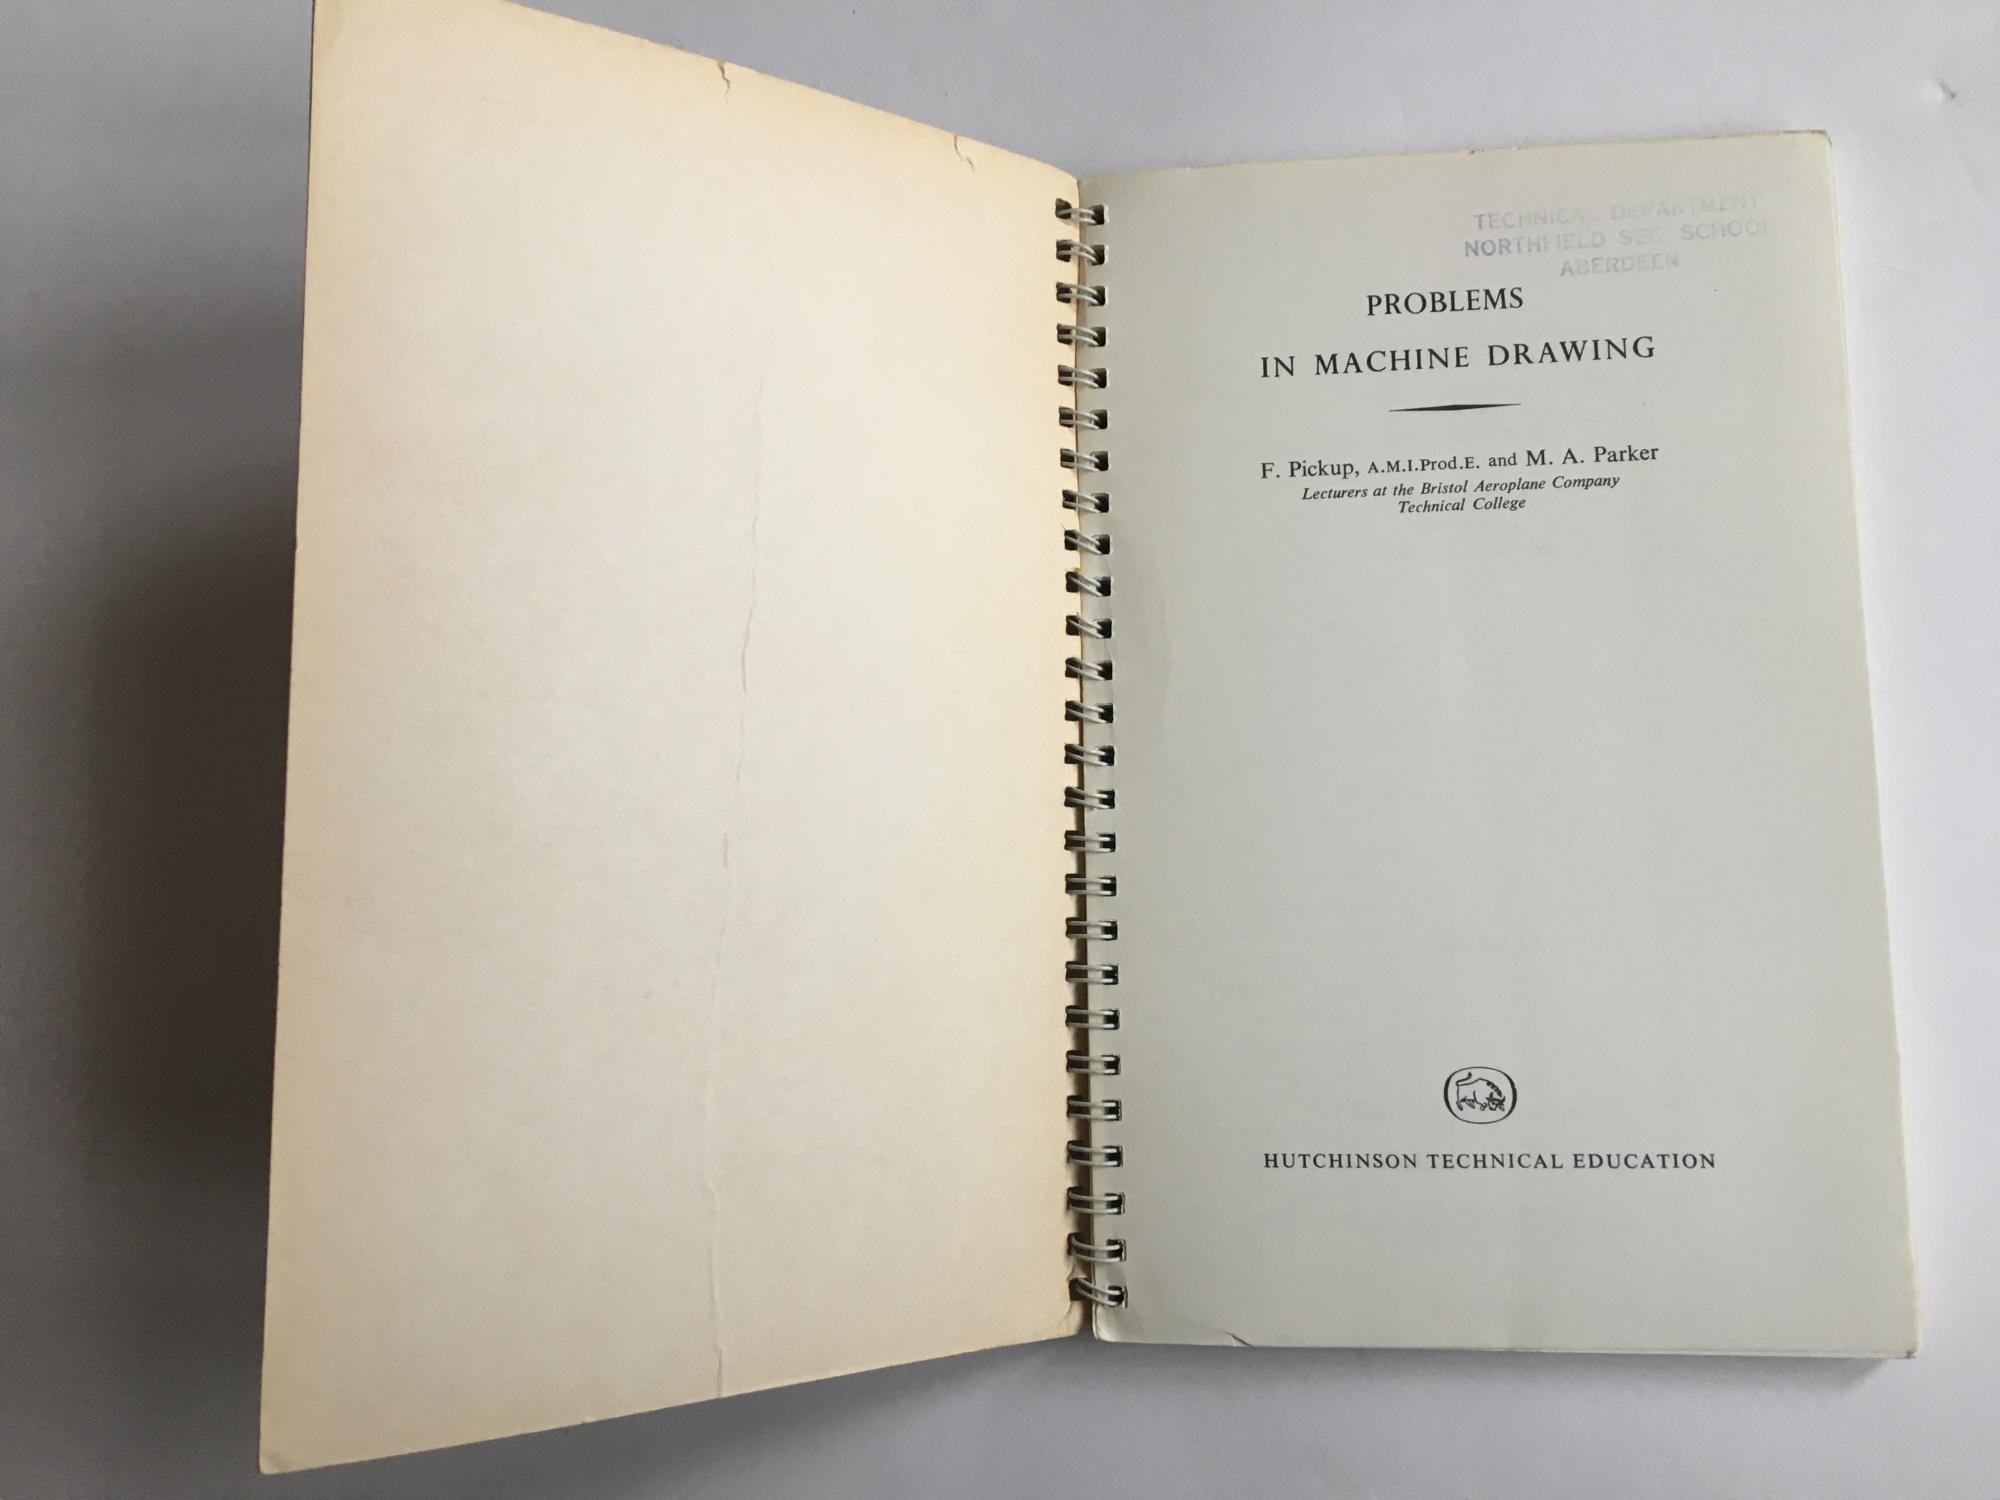 TECHNICAL DEPARTMENT
NORTHFIELD SEC. SCHOOL
ABERDEEN
PROBLEMS
IN MACHINE DRAWING
F. Pickup, A.M.I.Prod.E. and M. A. Parker
Lecturers at the Bristol Aeroplane Company
Technical College
HUTCHINSON TECHNICAL EDUCATION